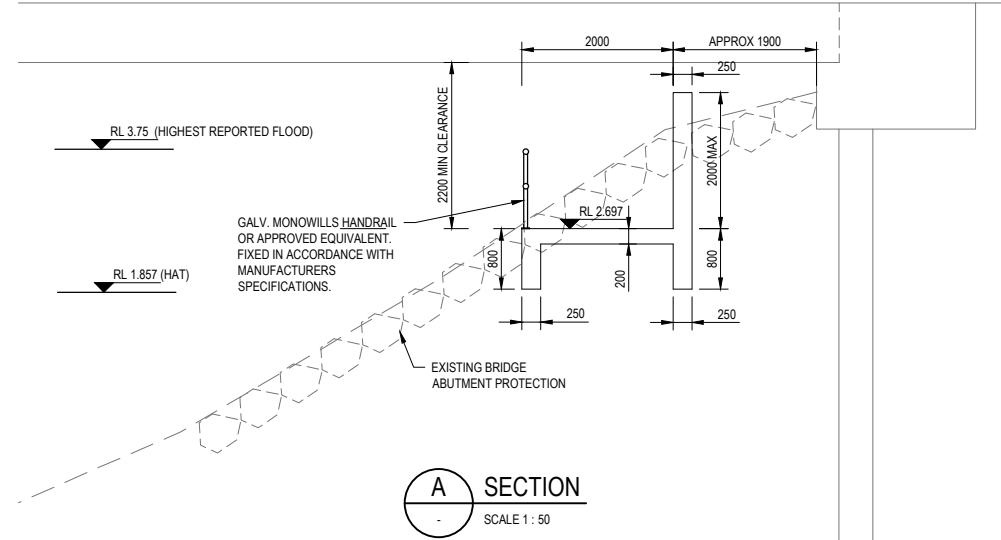 2000
APPROX 1900
250
2200 MIN CLEARANCE
2000 MAX
RL 3.75 (HIGHEST REPORTED FLOOD)
GALV. MONOWILLS HANDRAIL
OR APPROVED EQUIVALENT.
FIXED IN ACCORDANCE WITH
MANUFACTURERS
SPECIFICATIONS.
RL 2.697
800
200
800
RL 1.857 (HAT)
250
250
EXISTING BRIDGE
ABUTMENT PROTECTION
A SECTION
- SCALE 1 : 50